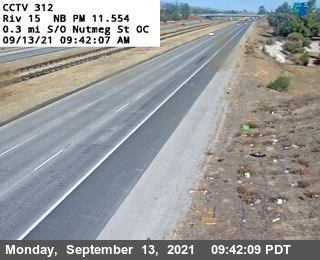 CCTV 312
Riv 15 NB PM 11.554
0.3 mi S/O Nutmeg St OC
09/13/21 09:42:07 AM
Monday, September 13, 2021 09:42:09 PDT